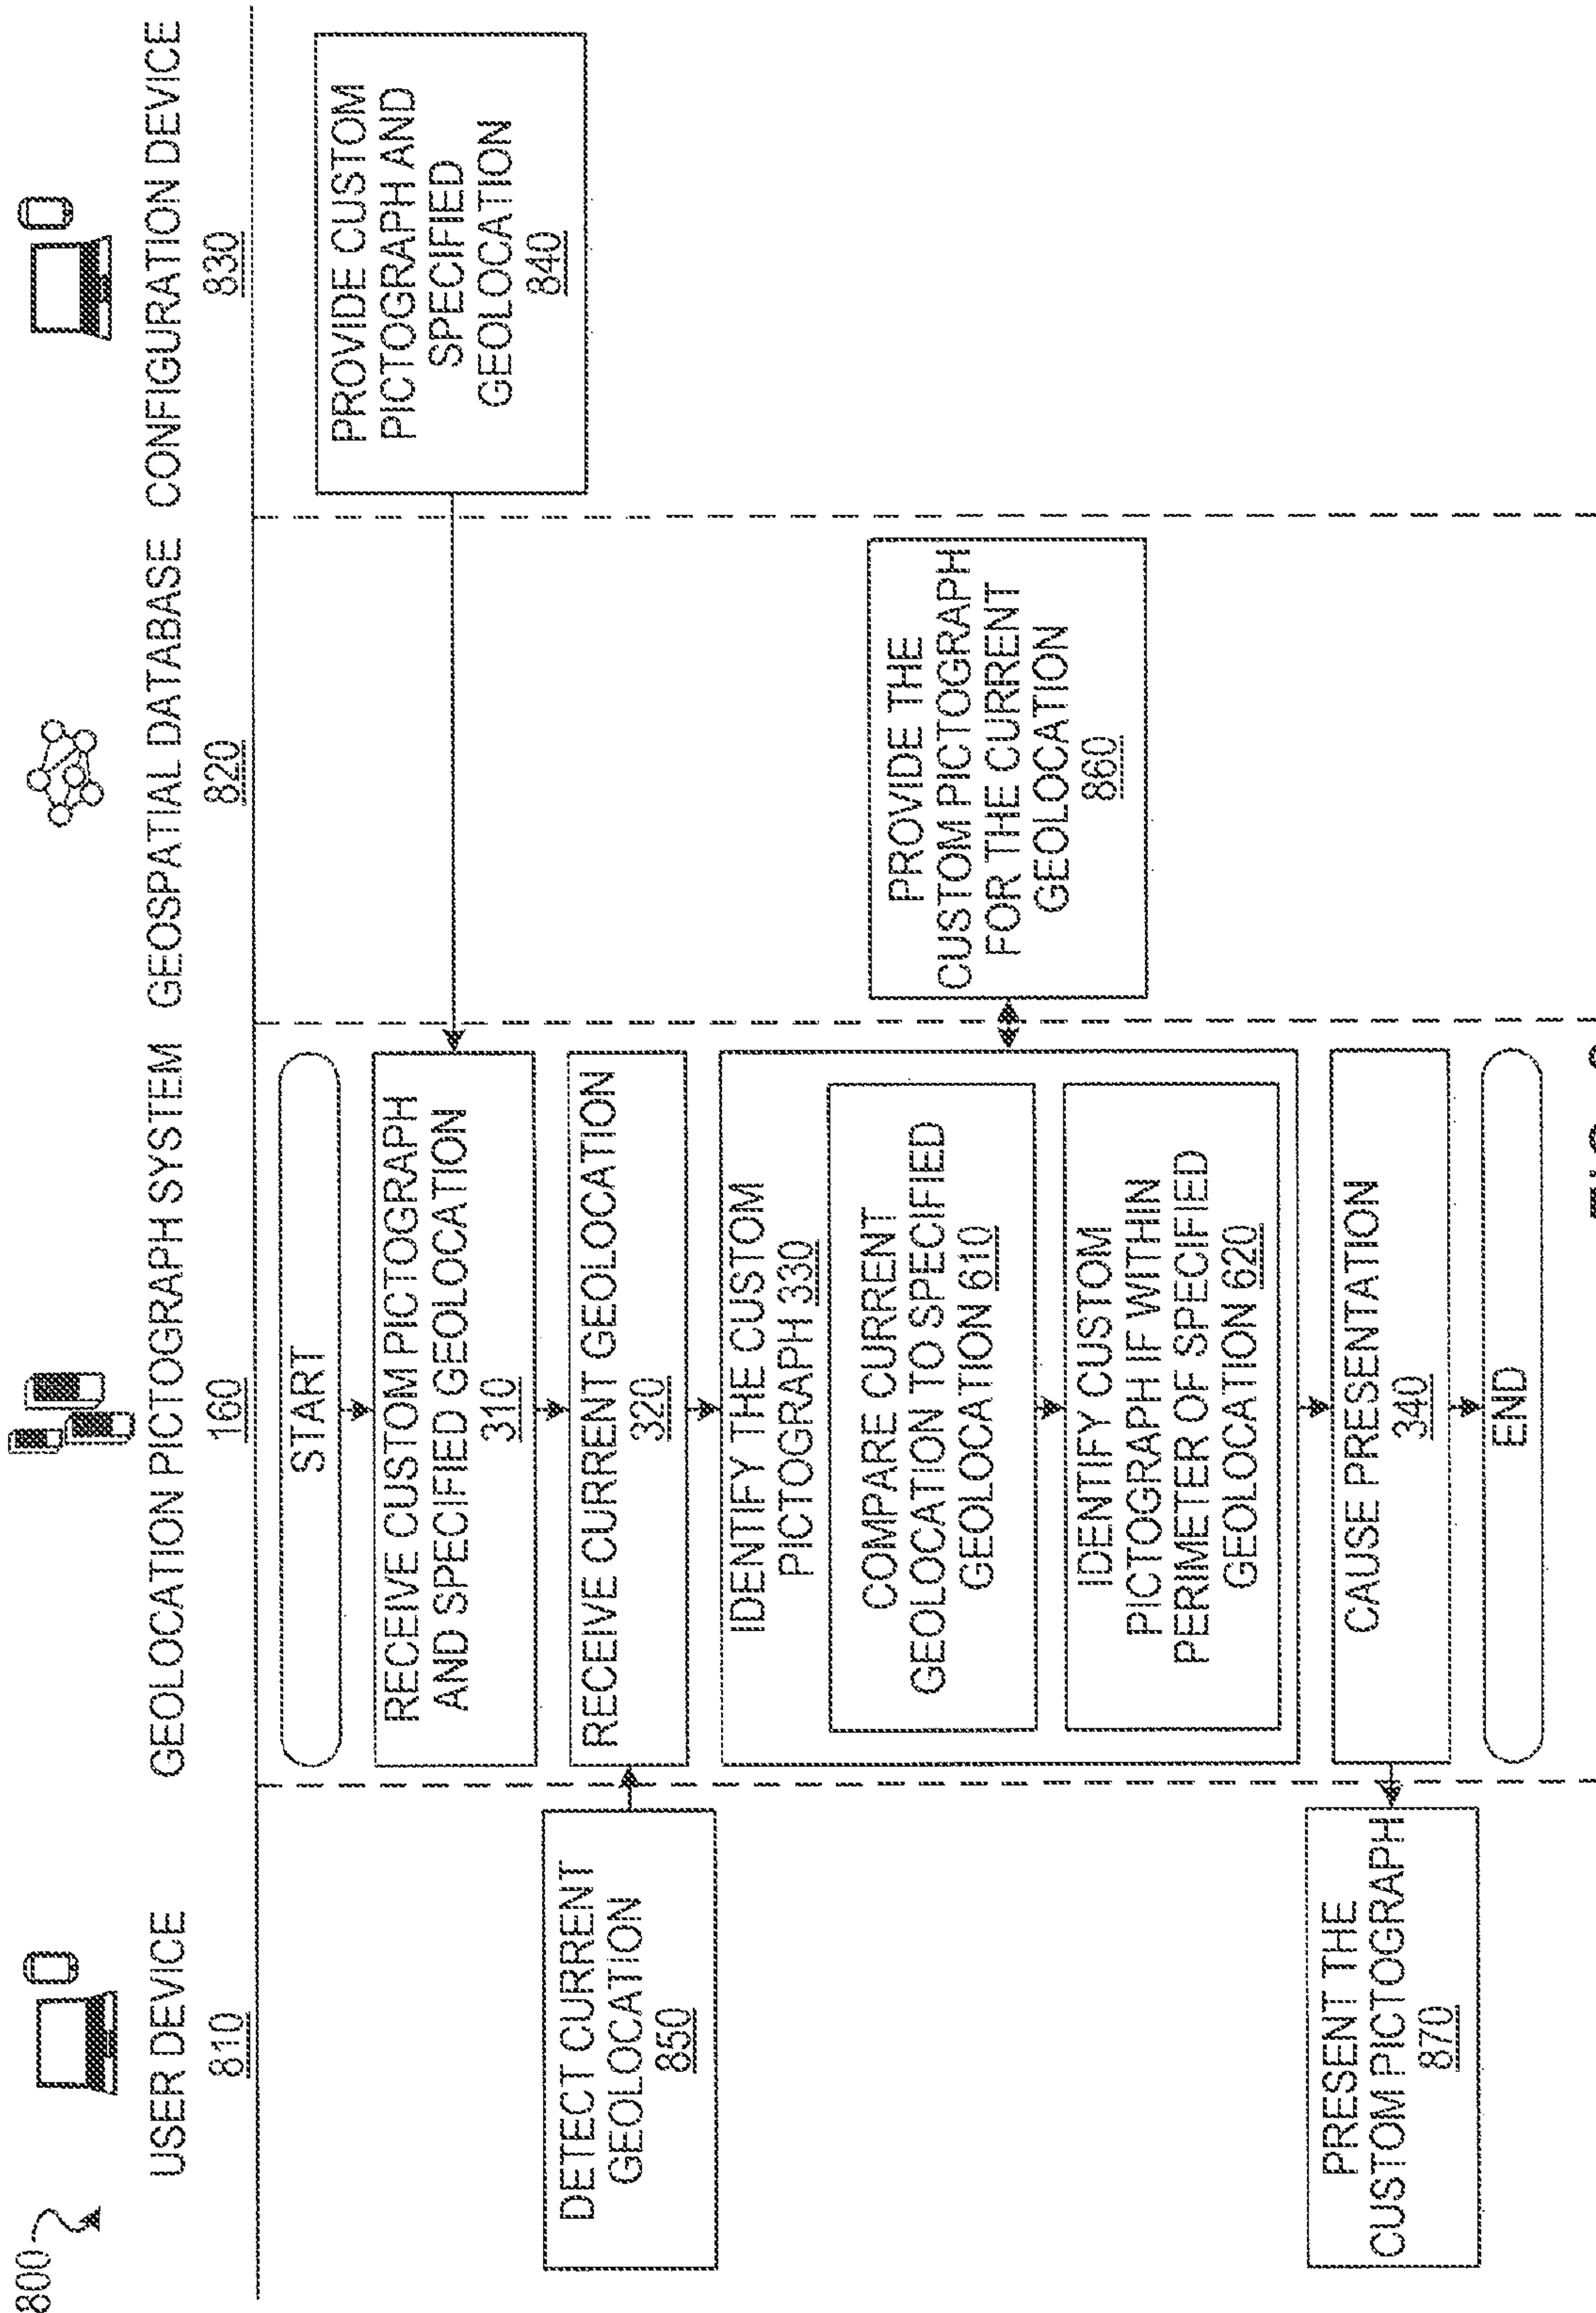 800
USER DEVICE
810
GEOLOCATION PICTOGRAPH SYSTEM
160
GEOSPATIAL DATABASE
820
CONFIGURATION DEVICE
830
START
RECEIVE CUSTOM PICTOGRAPH
AND SPECIFIED GEOLOCATION
310
PROVIDE CUSTOM
PICTOGRAPH AND
SPECIFIED
GEOLOCATION
840
DETECT CURRENT
GEOLOCATION
850
RECEIVE CURRENT GEOLOCATION
320
IDENTIFY THE CUSTOM
PICTOGRAPH 330
COMPARE CURRENT
GEOLOCATION TO SPECIFIED
GEOLOCATION 610
IDENTIFY CUSTOM
PICTOGRAPH IF WITHIN
PERIMETER OF SPECIFIED
GEOLOCATION 620
PROVIDE THE
CUSTOM PICTOGRAPH
FOR THE CURRENT
GEOLOCATION
860
CAUSE PRESENTATION
340
PRESENT THE
CUSTOM PICTOGRAPH
870
END